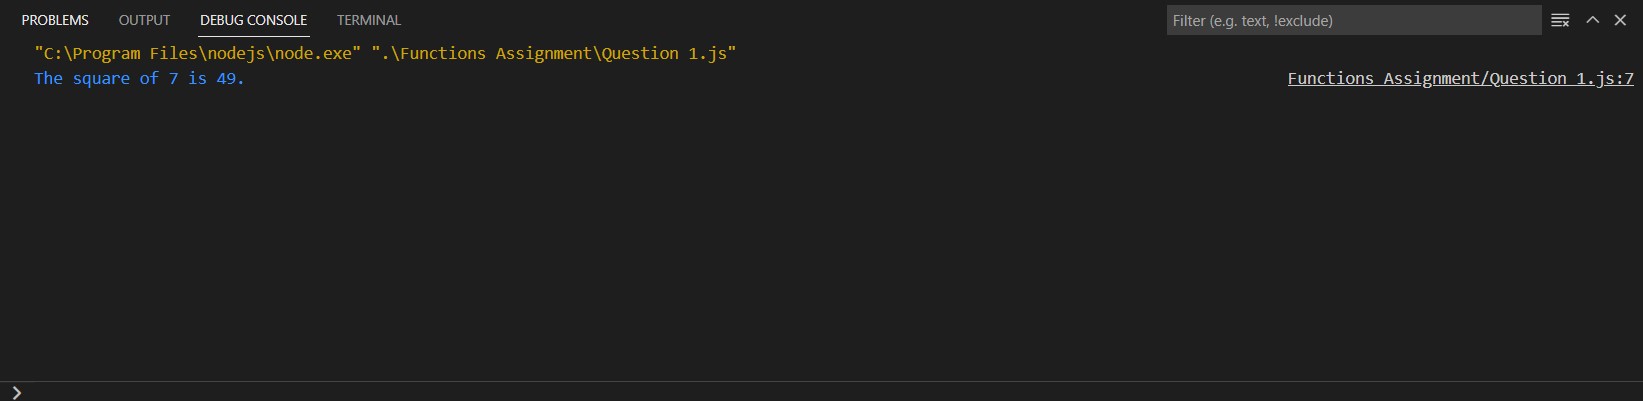 PROBLEMS OUTPUT DEBUG CONSOLE TERMINAL Filter (e.g. text, !exclude)
"C:\Program Files\nodejs\node.exe" ".\Functions Assignment\Question 1.js"
The square of 7 is 49. Functions Assignment/Question 1.js:7